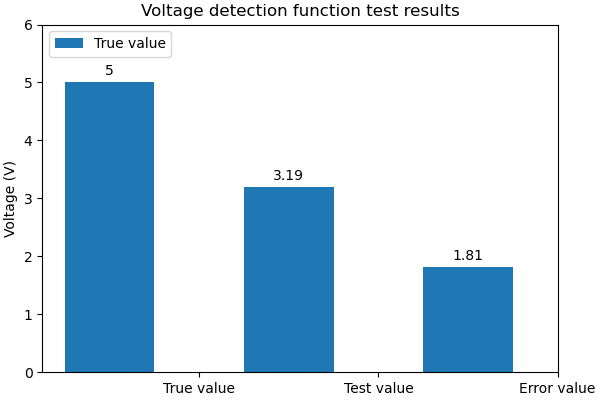 Voltage detection function test results
True value
Voltage (V)
6
5
4
3
2
1
0
5
3.19
1.81
True value
Test value
Error value